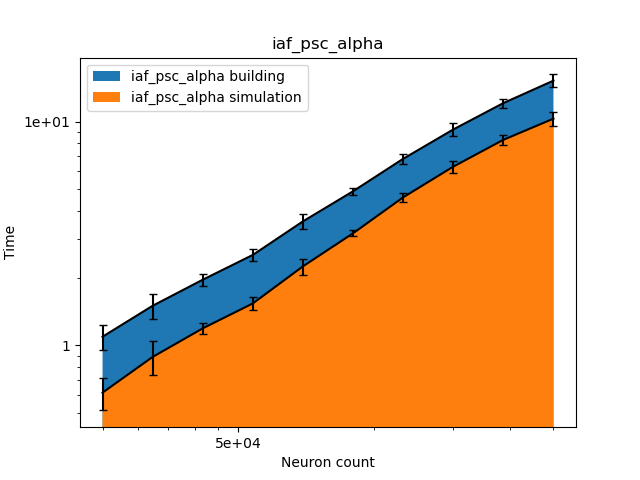 iaf_psc_alpha
iaf_psc_alpha building
iaf_psc_alpha simulation
1e+01
1
Time
5e+04
Neuron count